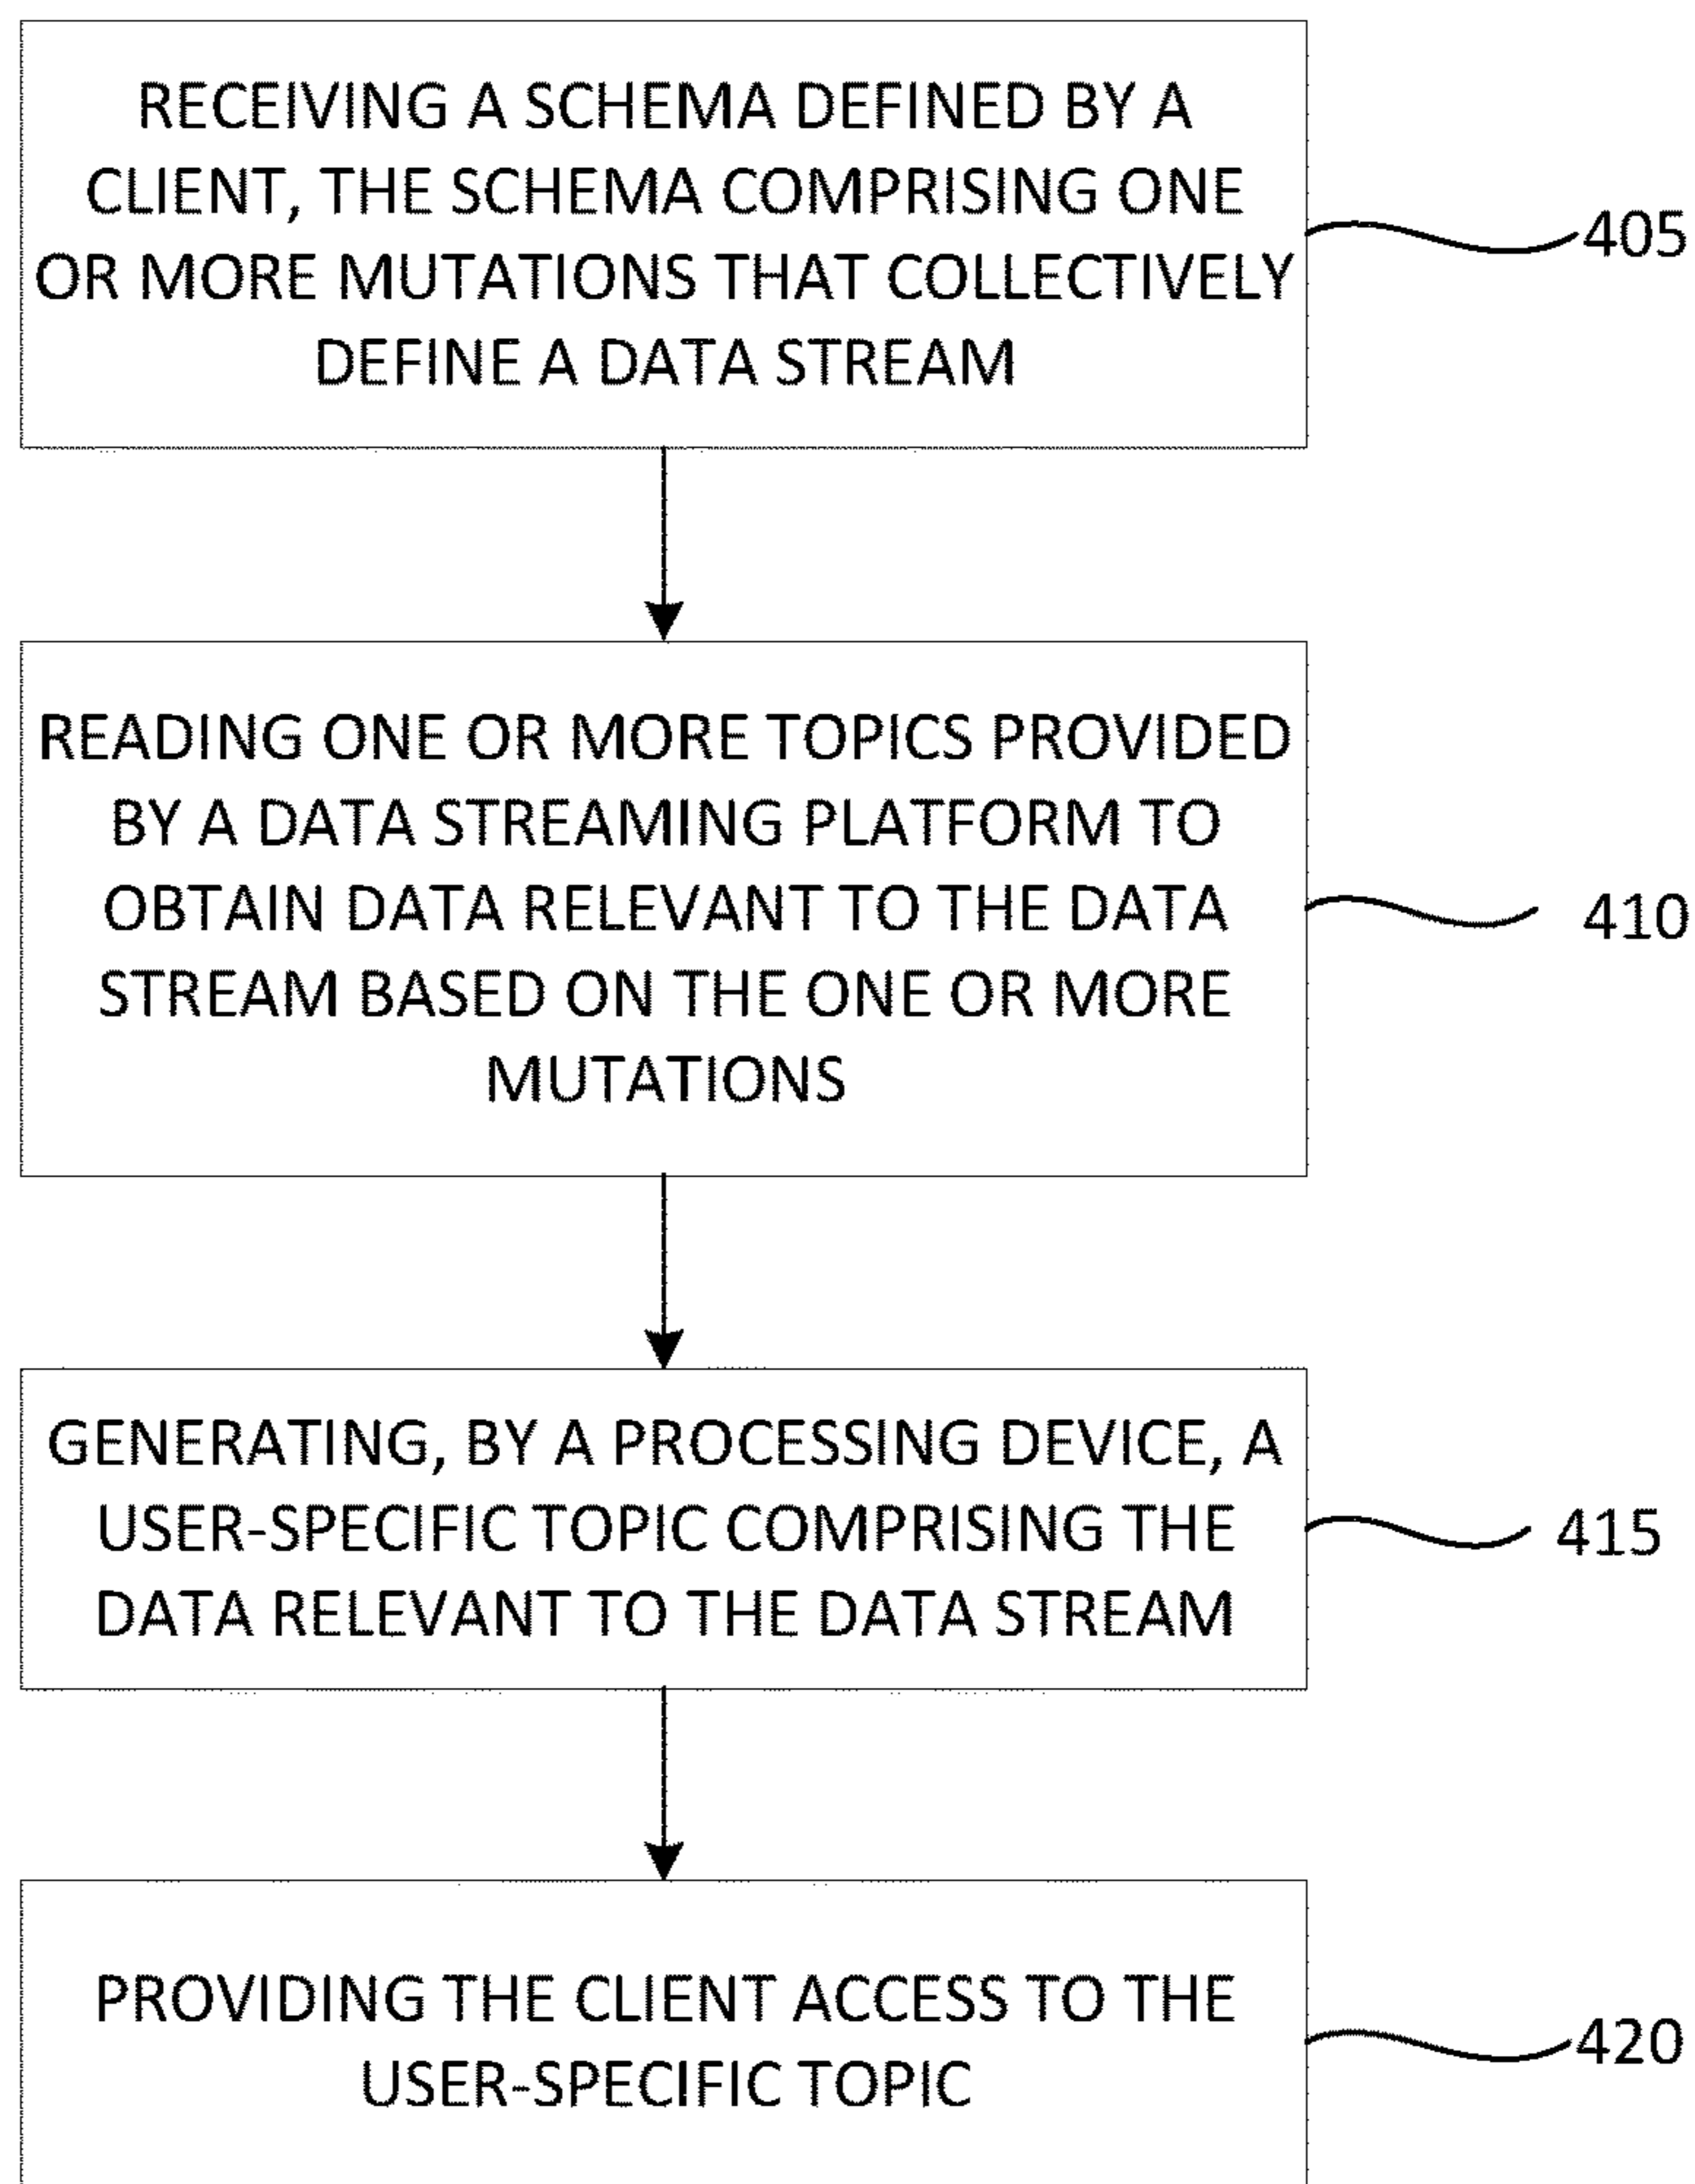 RECEIVING A SCHEMA DEFINED BY A
CLIENT, THE SCHEMA COMPRISING ONE
OR MORE MUTATIONS THAT COLLECTIVELY
DEFINE A DATA STREAM
405
READING ONE OR MORE TOPICS PROVIDED
BY A DATA STREAMING PLATFORM TO
OBTAIN DATA RELEVANT TO THE DATA
STREAM BASED ON THE ONE OR MORE
MUTATIONS
410
GENERATING, BY A PROCESSING DEVICE, A
USER-SPECIFIC TOPIC COMPRISING THE
DATA RELEVANT TO THE DATA STREAM
415
PROVIDING THE CLIENT ACCESS TO THE
USER-SPECIFIC TOPIC
420